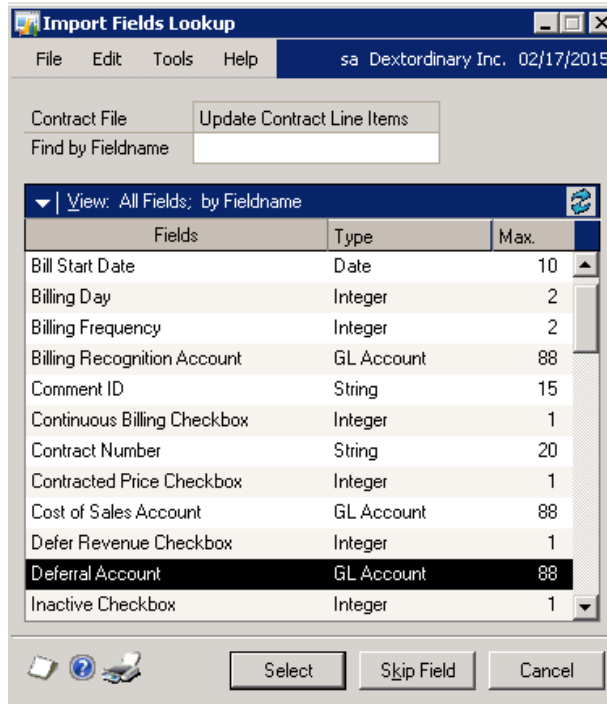 Import Fields Lookup
File Edit Tools Help sa Dextordinary Inc. 02/17/2015
Contract File Update Contract Line Items
Find by Fieldname
View: All Fields; by Fieldname
Fields Type Max.
Bill Start Date Date 10
Billing Day Integer 2
Billing Frequency Integer 2
Billing Recognition Account GL Account 88
Comment ID String 15
Continuous Billing Checkbox Integer 1
Contract Number String 20
Contracted Price Checkbox Integer 1
Cost of Sales Account GL Account 88
Defer Revenue Checkbox Integer 1
Deferral Account GL Account 88
Inactive Checkbox Integer 1
Select Skip Field Cancel